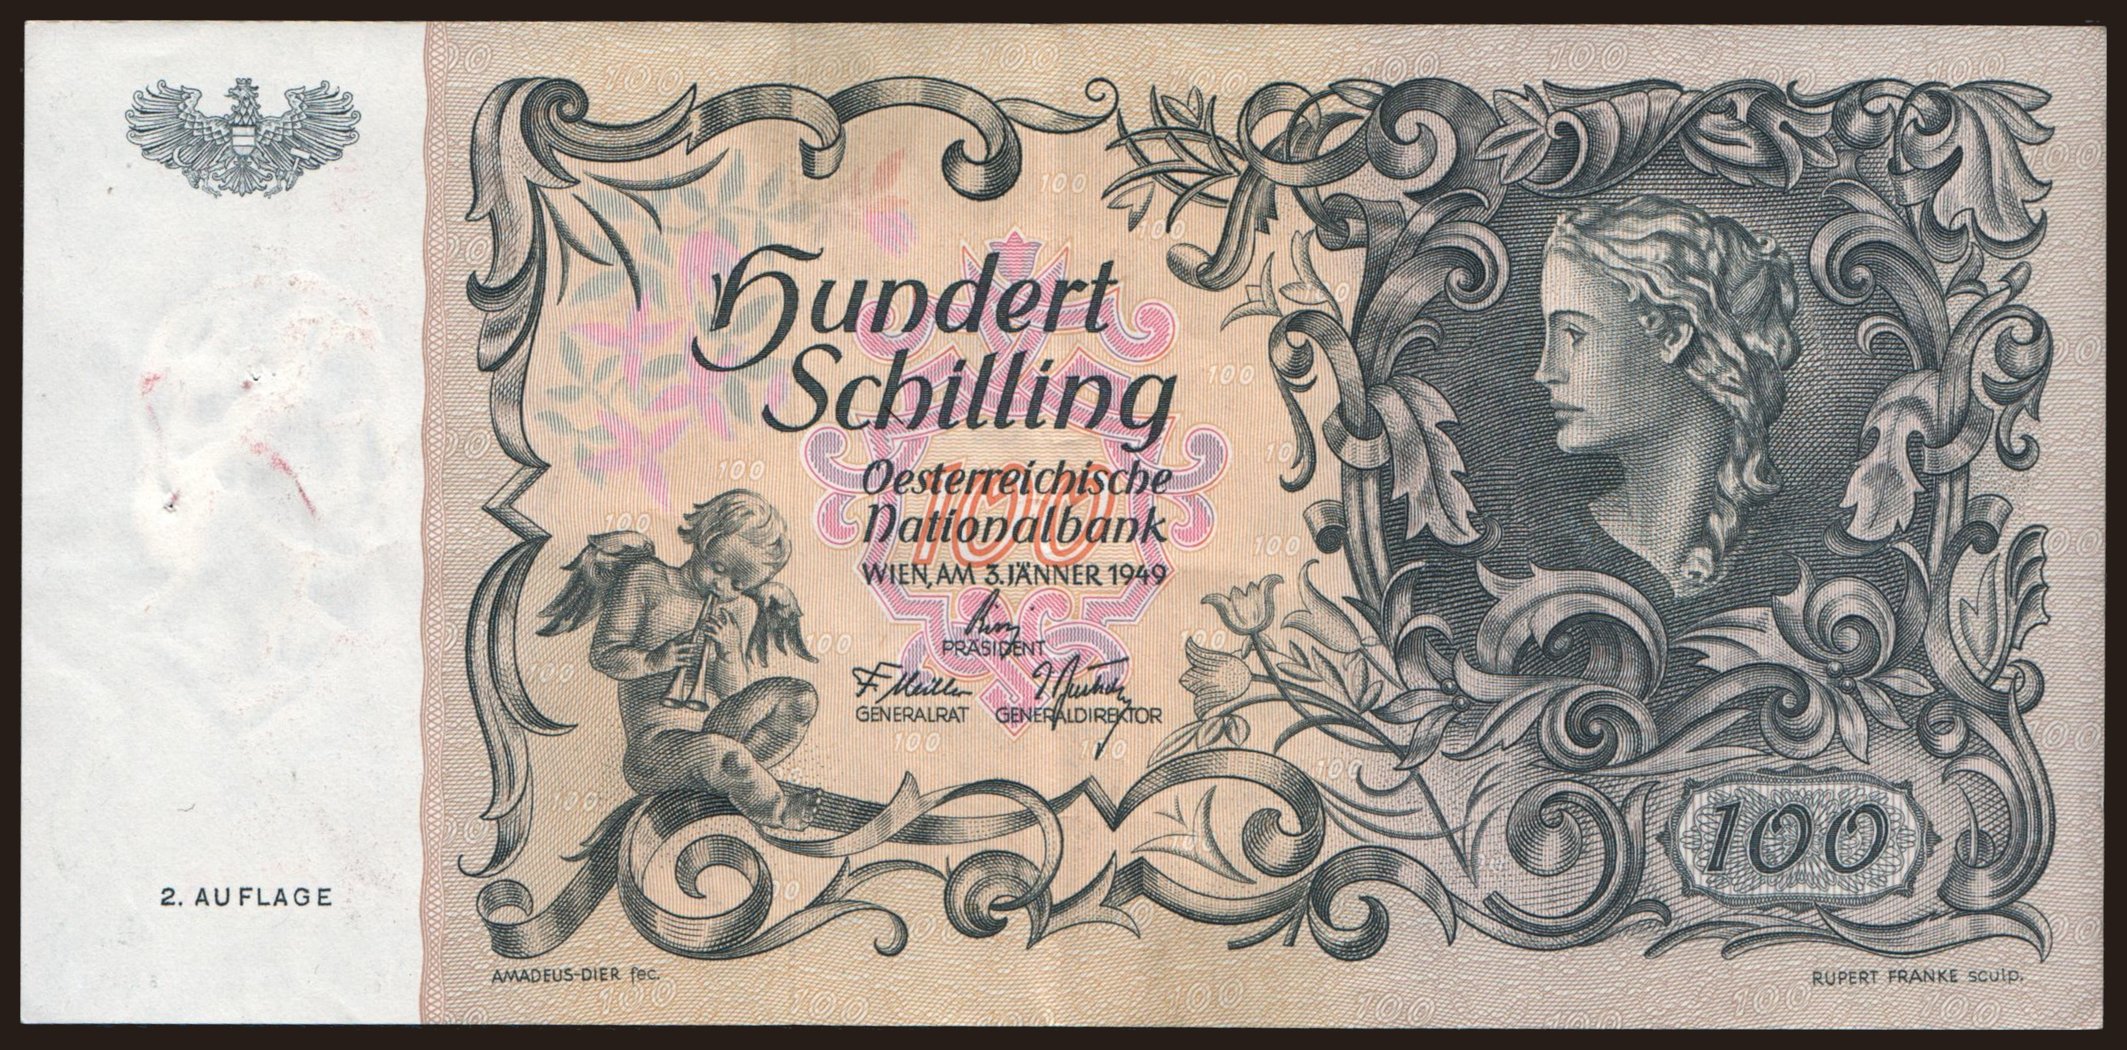 Hundert
Schilling
Oesterreichische
Nationalbank
100
WIEN, AM 3. JÄNNER 1949
PRÄSIDENT
GENERALRAT GENERALDIREKTOR
100
2. AUFLAGE
AMADEUS-DIER fec.
RUPERT FRANKE sculp.